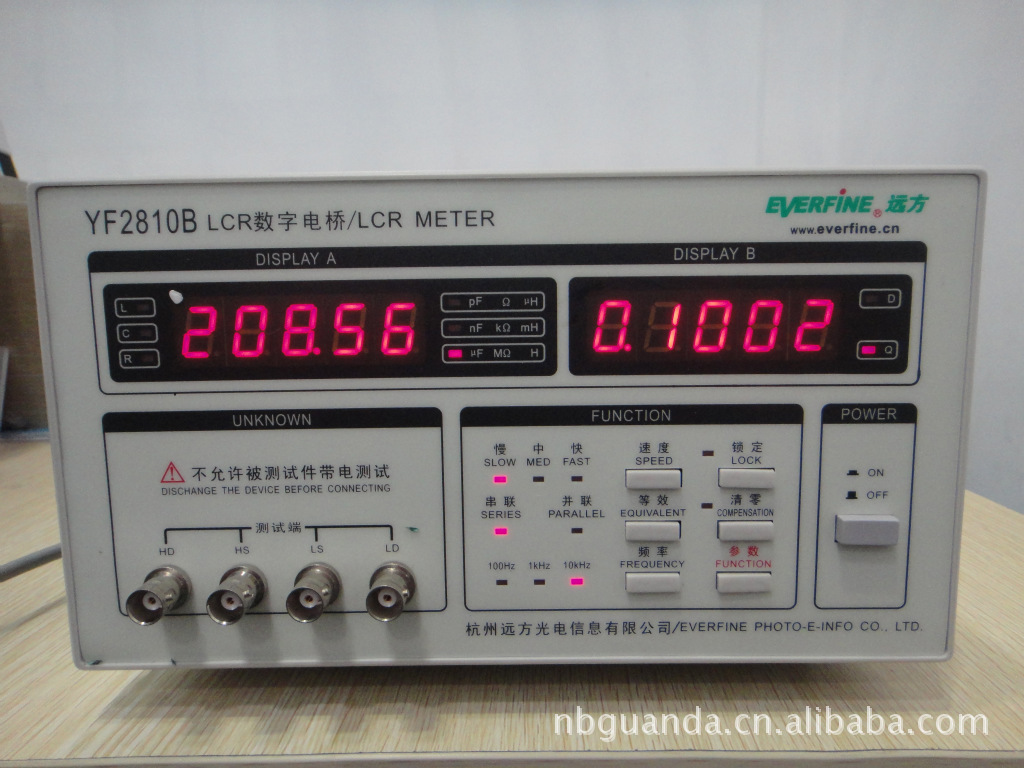 YF2810B LCR数字电桥/LCR METER
EVERFINE® 远方
www.everfine.cn
DISPLAY A
DISPLAY B
L
C
R
208.56
pF Ω μH
nF kΩ mH
μF MΩ H
0.1002
D
Q
UNKNOWN
不允许被测试件带电测试
DISCHARGE THE DEVICE BEFORE CONNECTING
测试端
HD HS LS LD
FUNCTION
慢 中 快
SLOW MED FAST
串联 并联
SERIES PARALLEL
100Hz 1kHz 10kHz
速度
SPEED
等效
EQUIVALENT
频率
FREQUENCY
锁定
LOCK
清零
COMPENSATION
参数
FUNCTION
POWER
ON
OFF
杭州远方光电信息有限公司/EVERFINE PHOTO-E-INFO CO., LTD.
nbguanda.cn.alibaba.com